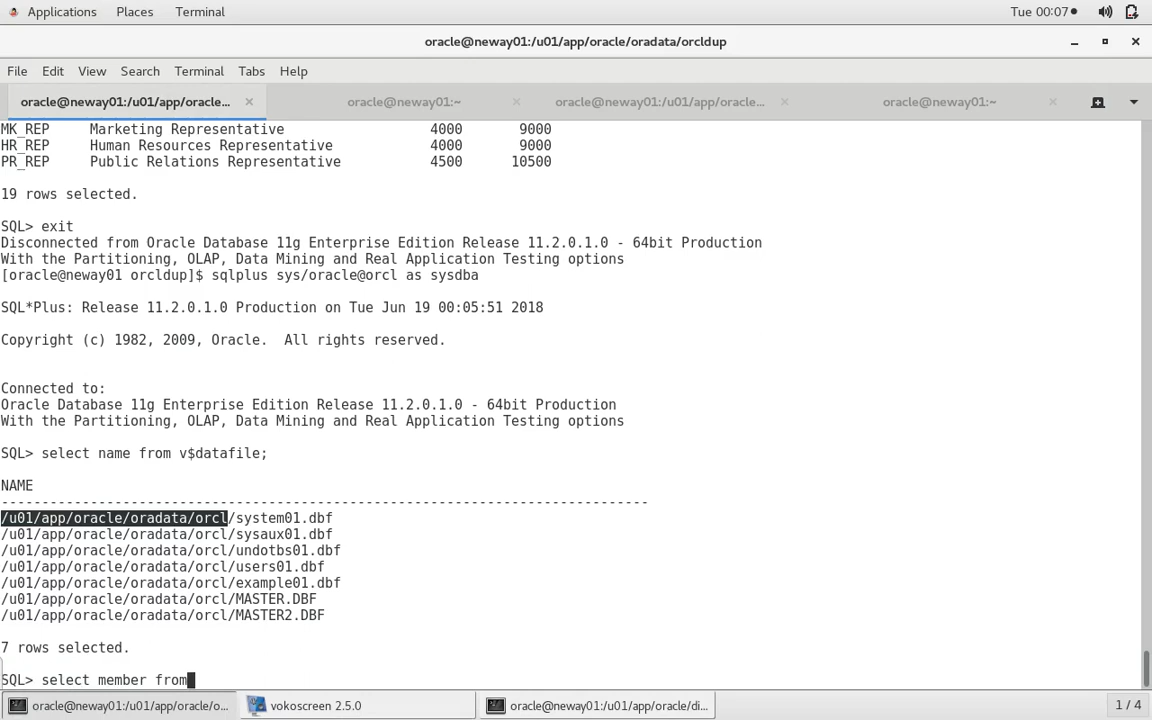 Applications Places Terminal Tue 00:07
oracle@neway01:/u01/app/oracle/oradata/orcldup
File Edit View Search Terminal Tabs Help
oracle@neway01:/u01/app/oracle... oracle@neway01:~ oracle@neway01:/u01/app/oracle... oracle@neway01:~
MK_REP Marketing Representative 4000 9000
HR_REP Human Resources Representative 4000 9000
PR_REP Public Relations Representative 4500 10500
19 rows selected.
SQL> exit
Disconnected from Oracle Database 11g Enterprise Edition Release 11.2.0.1.0 - 64bit Production
With the Partitioning, OLAP, Data Mining and Real Application Testing options
[oracle@neway01 orcldup]$ sqlplus sys/oracle@orcl as sysdba
SQL*Plus: Release 11.2.0.1.0 Production on Tue Jun 19 00:05:51 2018
Copyright (c) 1982, 2009, Oracle. All rights reserved.
Connected to:
Oracle Database 11g Enterprise Edition Release 11.2.0.1.0 - 64bit Production
With the Partitioning, OLAP, Data Mining and Real Application Testing options
SQL> select name from v$datafile;
NAME
--------------------------------------------------------------------------------
/u01/app/oracle/oradata/orcl/system01.dbf
/u01/app/oracle/oradata/orcl/sysaux01.dbf
/u01/app/oracle/oradata/orcl/undotbs01.dbf
/u01/app/oracle/oradata/orcl/users01.dbf
/u01/app/oracle/oradata/orcl/example01.dbf
/u01/app/oracle/oradata/orcl/MASTER.DBF
/u01/app/oracle/oradata/orcl/MASTER2.DBF
7 rows selected.
SQL> select member from
oracle@neway01:/u01/app/oracle/o... vokoscreen 2.5.0 oracle@neway01:/u01/app/oracle/di... 1 / 4